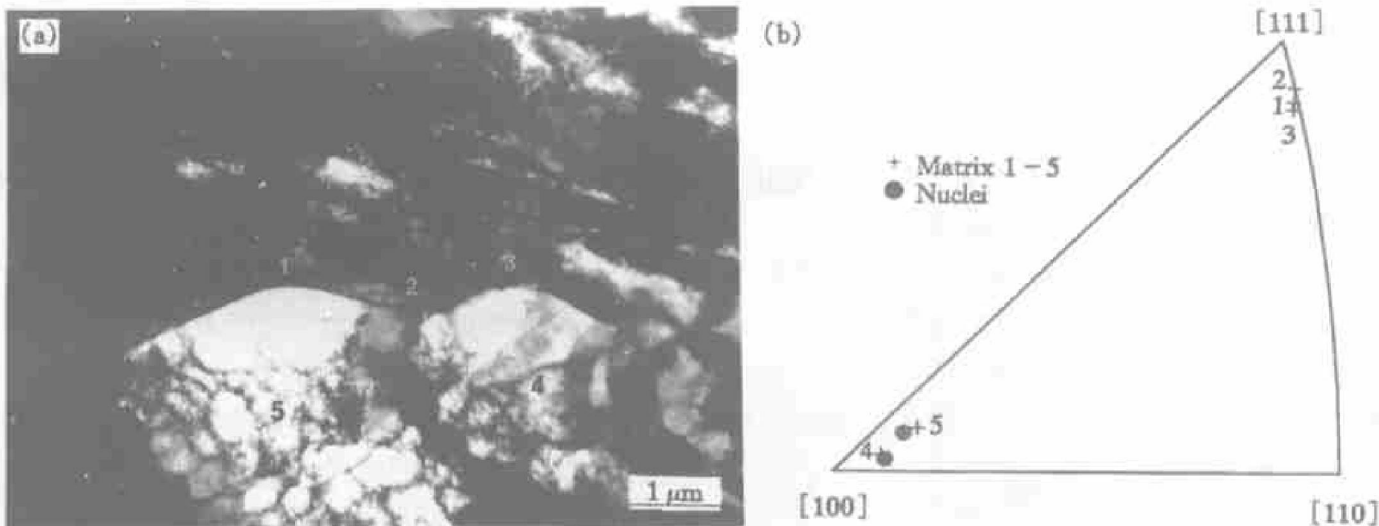 (a)
1
2
3
4
5
1 μm
(b)
[111]
2
1
3
+ Matrix 1-5
● Nuclei
5
4
[100]
[110]